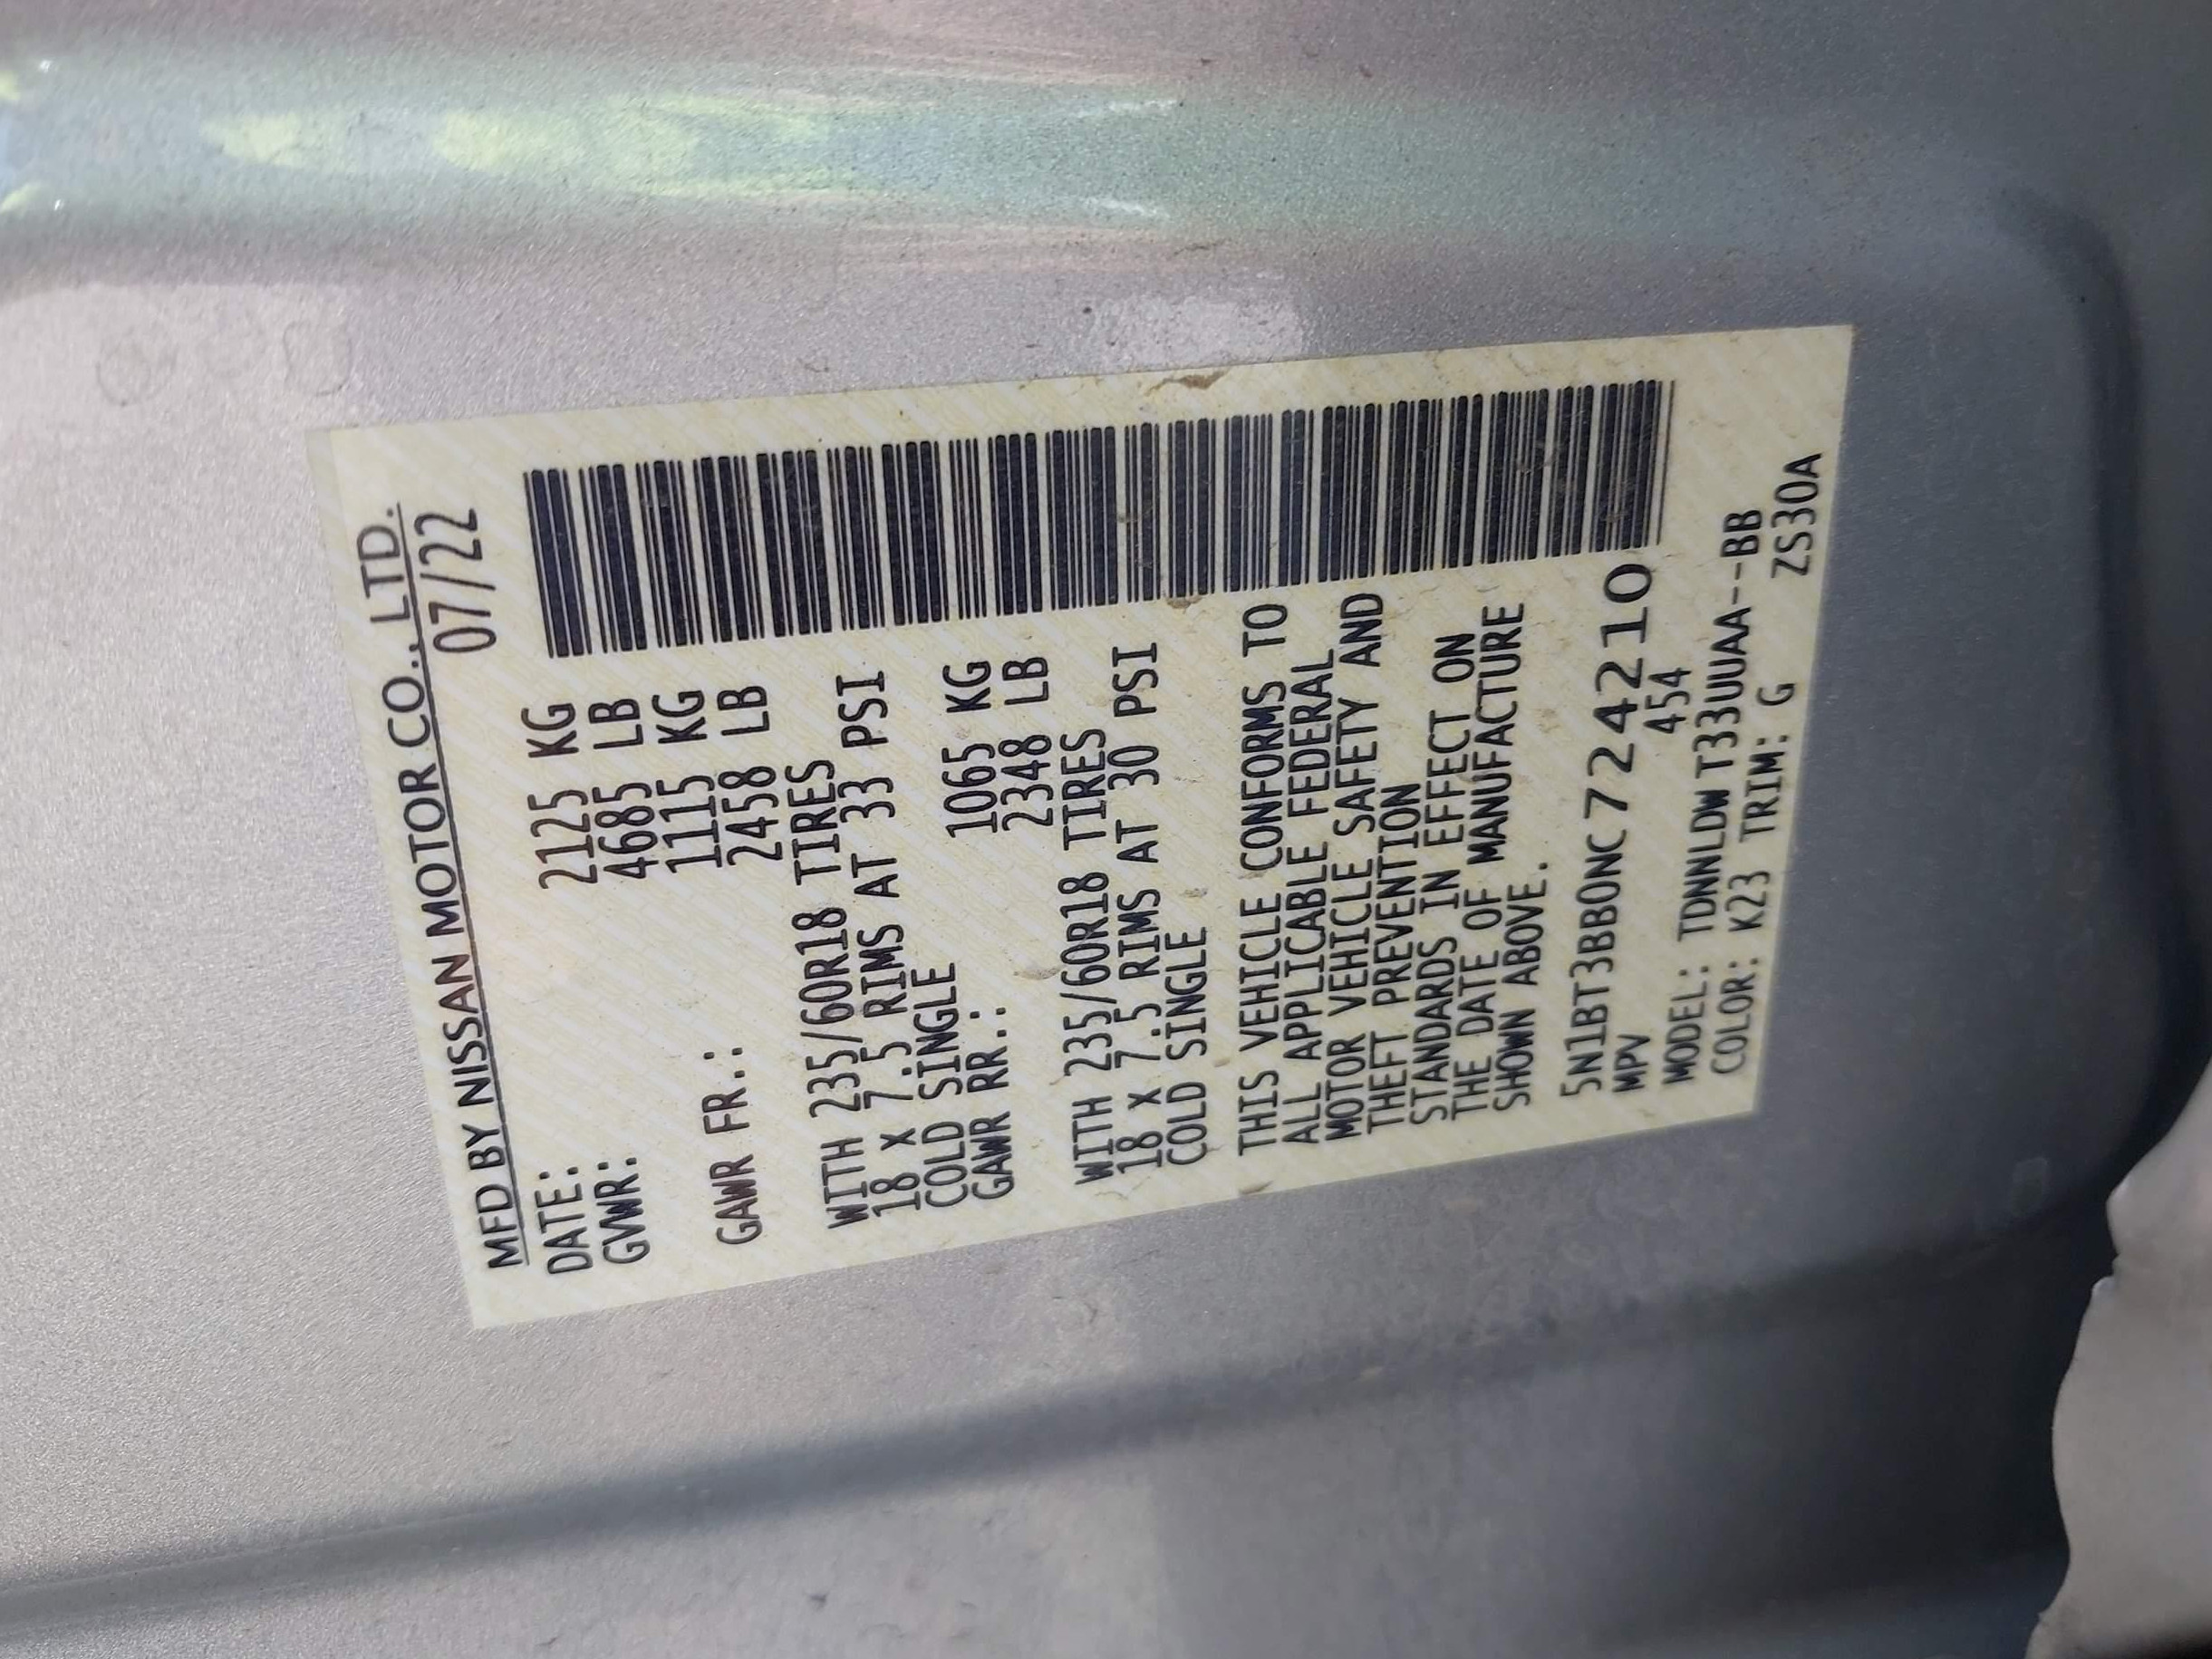 MFD BY NISSAN MOTOR CO., LTD.
DATE: 07/22
GVWR: 2125 KG
4685 LB
GAWR FR.: 1115 KG
2458 LB
WITH 235/60R18 TIRES
18 X 7.5 RIMS AT 33 PSI
COLD SINGLE
GAWR RR.: 1065 KG
2348 LB
WITH 235/60R18 TIRES
18 X 7.5 RIMS AT 30 PSI
COLD SINGLE
THIS VEHICLE CONFORMS TO
ALL APPLICABLE FEDERAL
MOTOR VEHICLE SAFETY AND
THEFT PREVENTION
STANDARDS IN EFFECT ON
THE DATE OF MANUFACTURE
SHOWN ABOVE.
5N1BT3BB0NC724210
MPV 454
MODEL: TDNNLDW T33UUAA--BB
COLOR: K23 TRIM: G ZS30A